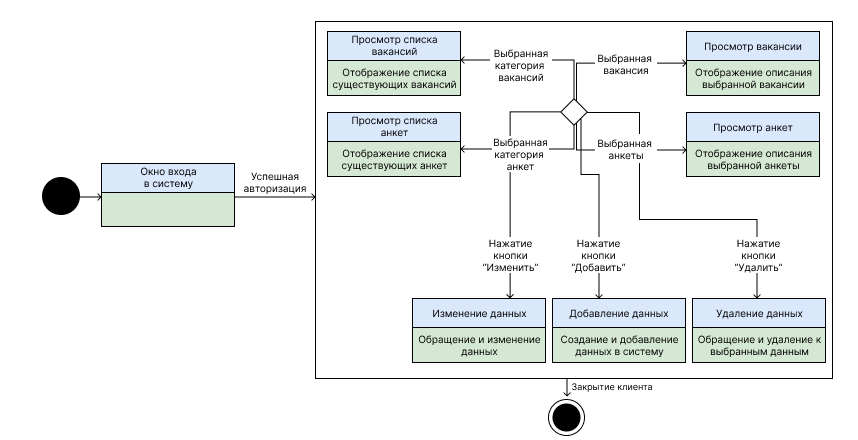 Окно входа
в систему
Успешная
авторизация
Просмотр списка
вакансий
Отображение списка
существующих вакансий
Выбранная
категория
вакансий
Выбранная
вакансия
Просмотр вакансии
Отображение описания
выбранной вакансии
Просмотр списка
анкет
Отображение списка
существующих анкет
Выбранная
категория
анкет
Выбранная
анкеты
Просмотр анкет
Отображение описания
выбранной анкеты
Нажатие
кнопки
"Изменить"
Нажатие
кнопки
"Добавить"
Нажатие
кнопки
"Удалить"
Изменение данных
Обращение и изменение
данных
Добавление данных
Создание и добавление
данных в систему
Удаление данных
Обращение и удаление к
выбранным данным
Закрытие клиента